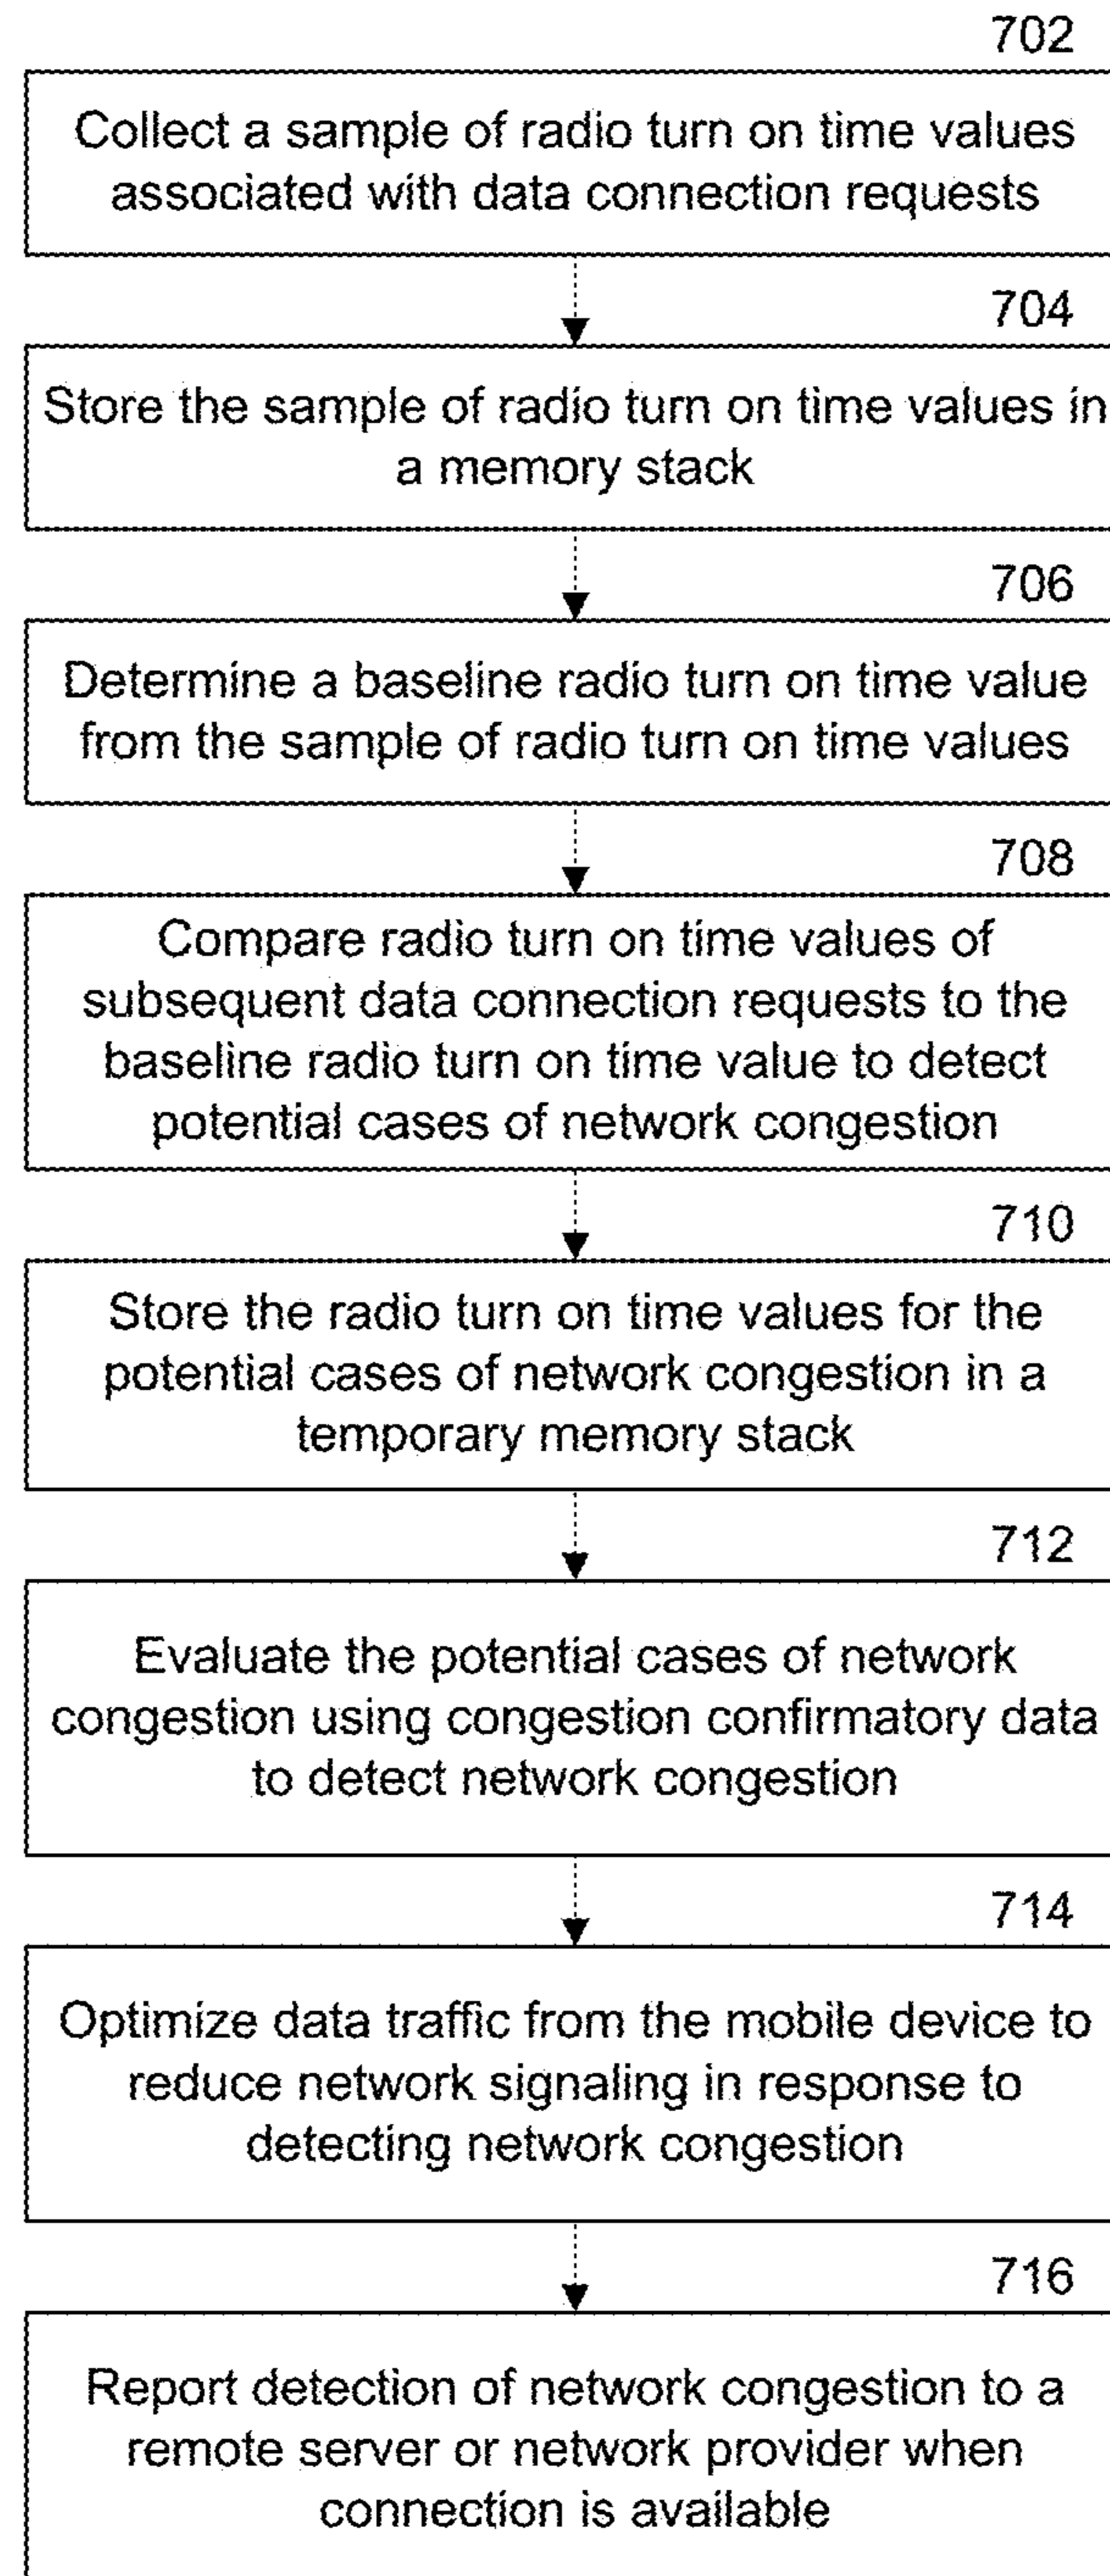 702
Collect a sample of radio turn on time values
associated with data connection requests
704
Store the sample of radio turn on time values in
a memory stack
706
Determine a baseline radio turn on time value
from the sample of radio turn on time values
708
Compare radio turn on time values of
subsequent data connection requests to the
baseline radio turn on time value to detect
potential cases of network congestion
710
Store the radio turn on time values for the
potential cases of network congestion in a
temporary memory stack
712
Evaluate the potential cases of network
congestion using congestion confirmatory data
to detect network congestion
714
Optimize data traffic from the mobile device to
reduce network signaling in response to
detecting network congestion
716
Report detection of network congestion to a
remote server or network provider when
connection is available